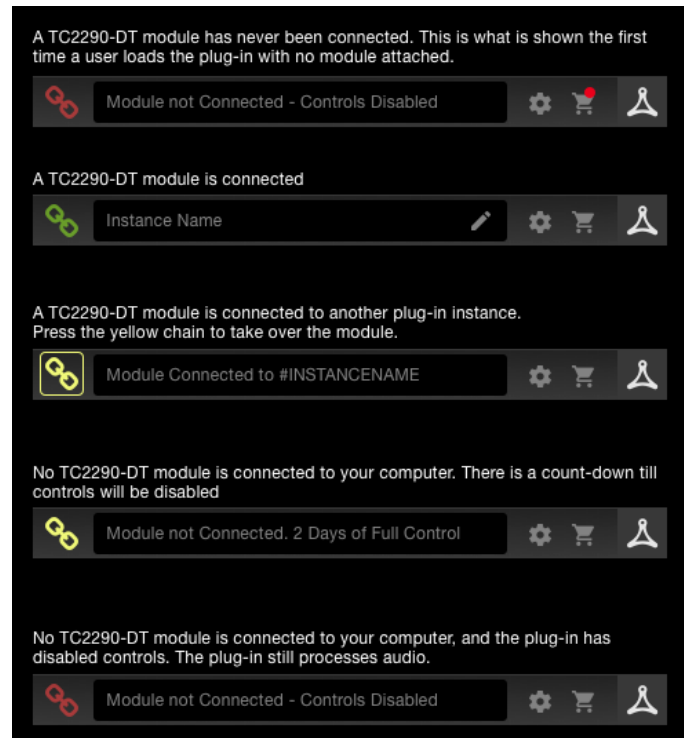 A TC2290-DT module has never been connected. This is what is shown the first
time a user loads the plug-in with no module attached.
Module not Connected - Controls Disabled
A TC2290-DT module is connected
Instance Name
A TC2290-DT module is connected to another plug-in instance.
Press the yellow chain to take over the module.
Module Connected to #INSTANCENAME
No TC2290-DT module is connected to your computer. There is a count-down till
controls will be disabled
Module not Connected. 2 Days of Full Control
No TC2290-DT module is connected to your computer, and the plug-in has
disabled controls. The plug-in still processes audio.
Module not Connected - Controls Disabled